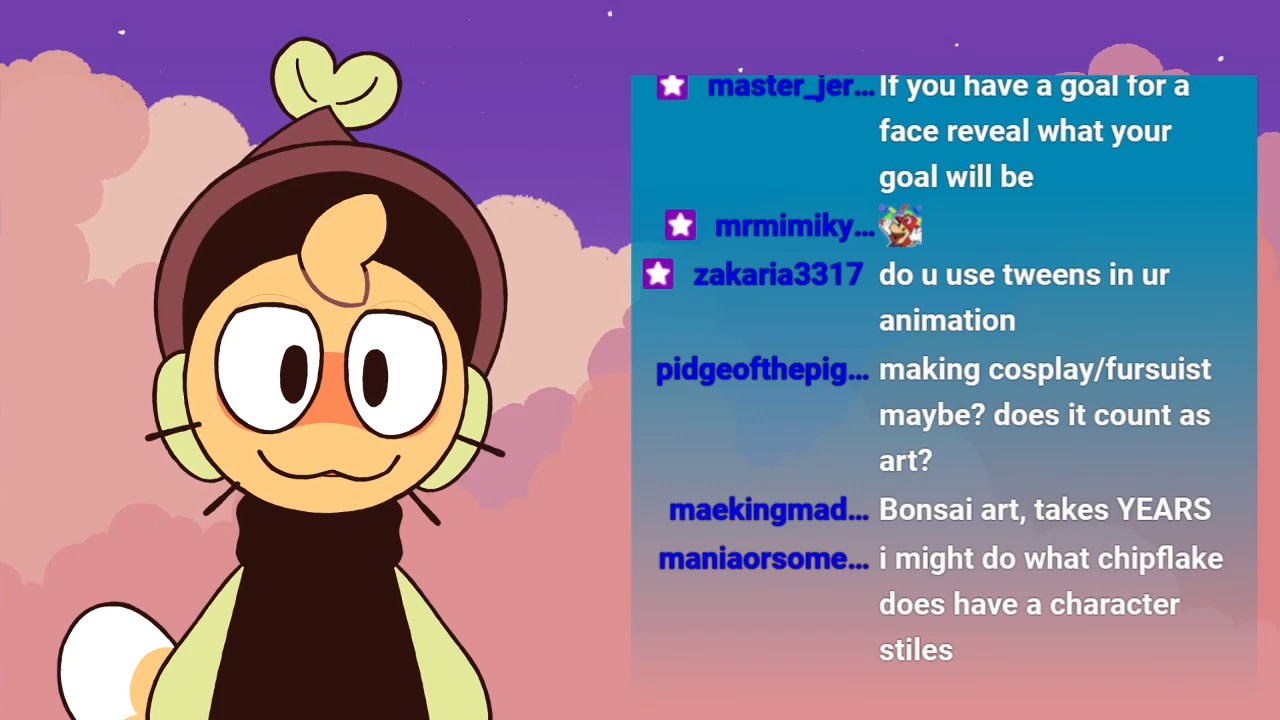 master_jer... If you have a goal for a
face reveal what your
goal will be
mrmimiky...
zakaria3317 do u use tweens in ur
animation
pidgeofthepig... making cosplay/fursuist
maybe? does it count as
art?
maekingmad... Bonsai art, takes YEARS
maniaorsome... i might do what chipflake
does have a character
stiles